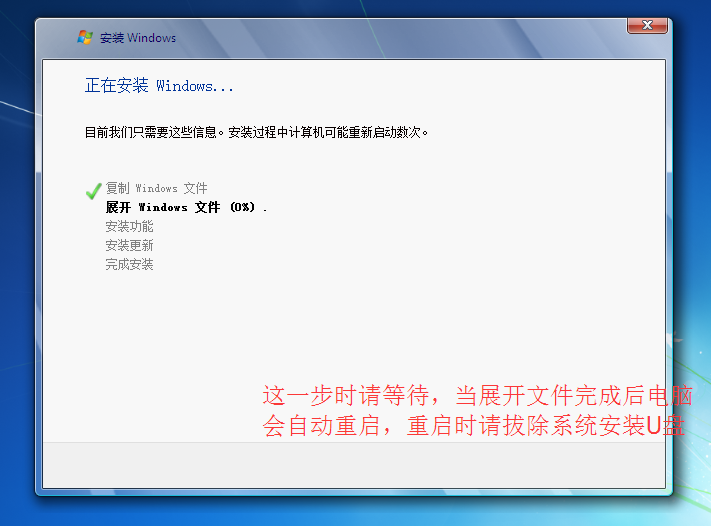 安装 Windows
正在安装 Windows...
目前我们只需要这些信息。安装过程中计算机可能重新启动数次。
复制 Windows 文件
展开 Windows 文件 (0%) .
安装功能
安装更新
完成安装
这一步时请等待，当展开文件完成后电脑
会自动重启，重启时请拔除系统安装U盘